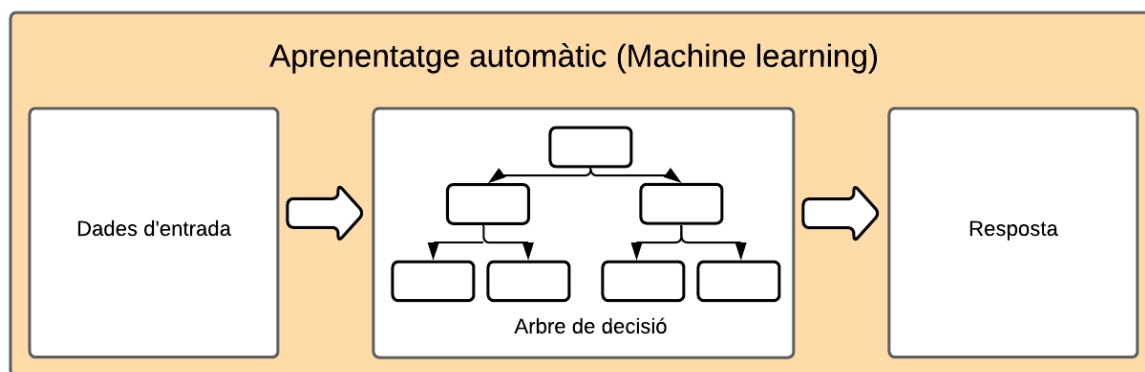 Aprenentatge automàtic (Machine learning)
Dades d'entrada
Arbre de decisió
Resposta